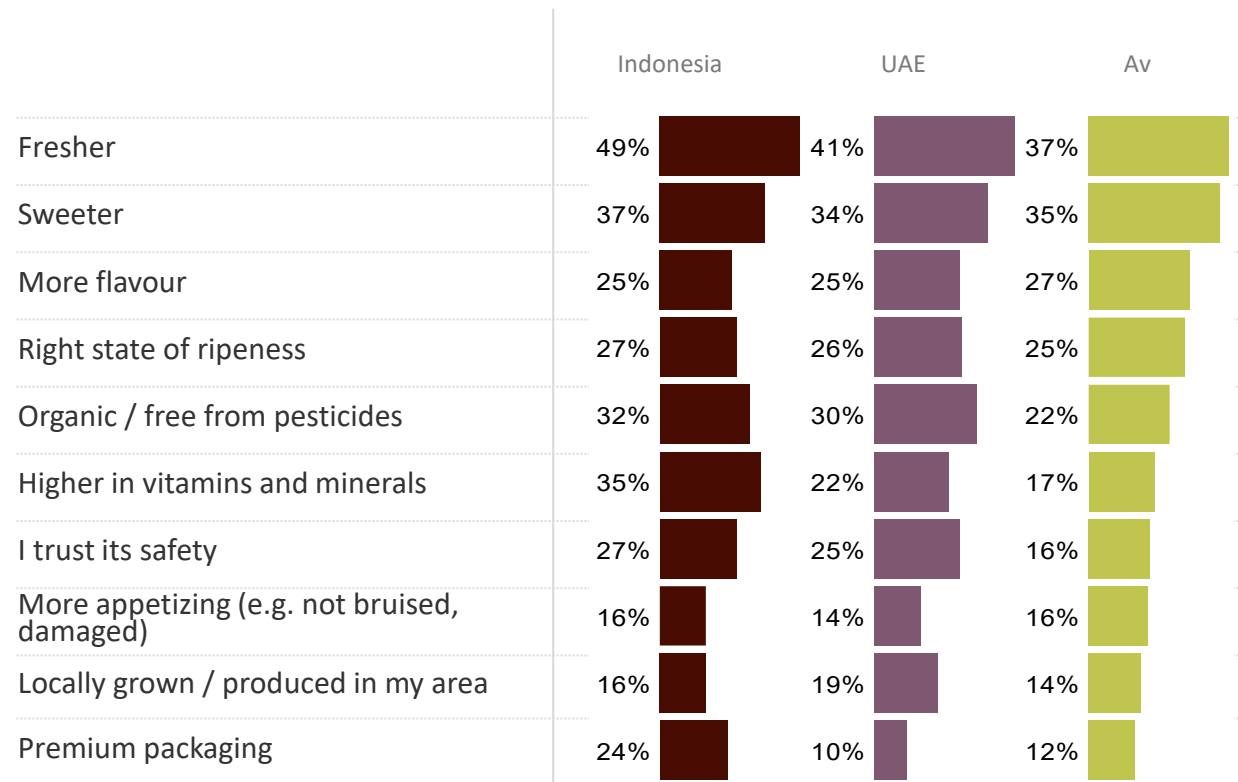 Indonesia UAE Av
Fresher 49% 41% 37%
Sweeter 37% 34% 35%
More flavour 25% 25% 27%
Right state of ripeness 27% 26% 25%
Organic / free from pesticides 32% 30% 22%
Higher in vitamins and minerals 35% 22% 17%
I trust its safety 27% 25% 16%
More appetizing (e.g. not bruised,
damaged) 16% 14% 16%
Locally grown / produced in my area 16% 19% 14%
Premium packaging 24% 10% 12%